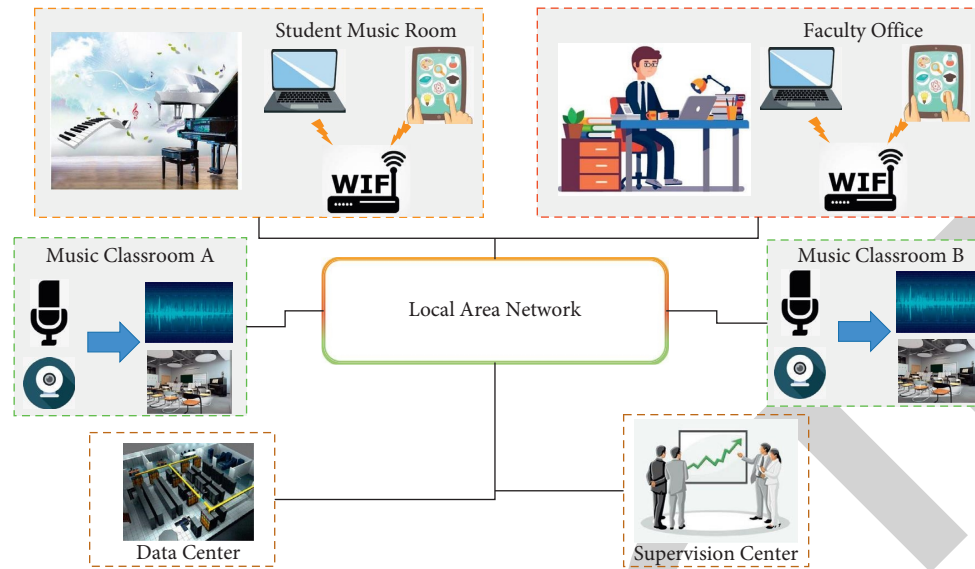 Student Music Room
WIFI
Faculty Office
WIFI
Music Classroom A
Local Area Network
Music Classroom B
Data Center
Supervision Center